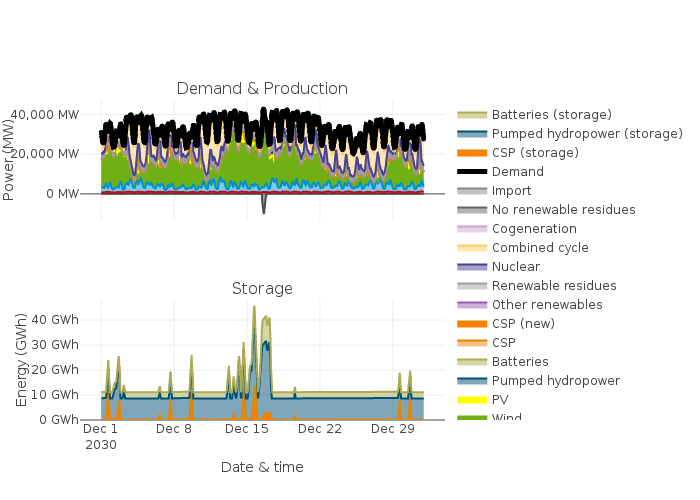 Demand & Production
40,000 MW
20,000 MW
0 MW
Power (MW)
Storage
40 GWh
30 GWh
20 GWh
10 GWh
0 GWh
Energy (GWh)
Dec 1
2030
Dec 8
Dec 15
Dec 22
Dec 29
Date & time
Batteries (storage)
Pumped hydropower (storage)
CSP (storage)
Demand
Import
No renewable residues
Cogeneration
Combined cycle
Nuclear
Renewable residues
Other renewables
CSP (new)
CSP
Batteries
Pumped hydropower
PV
Wind